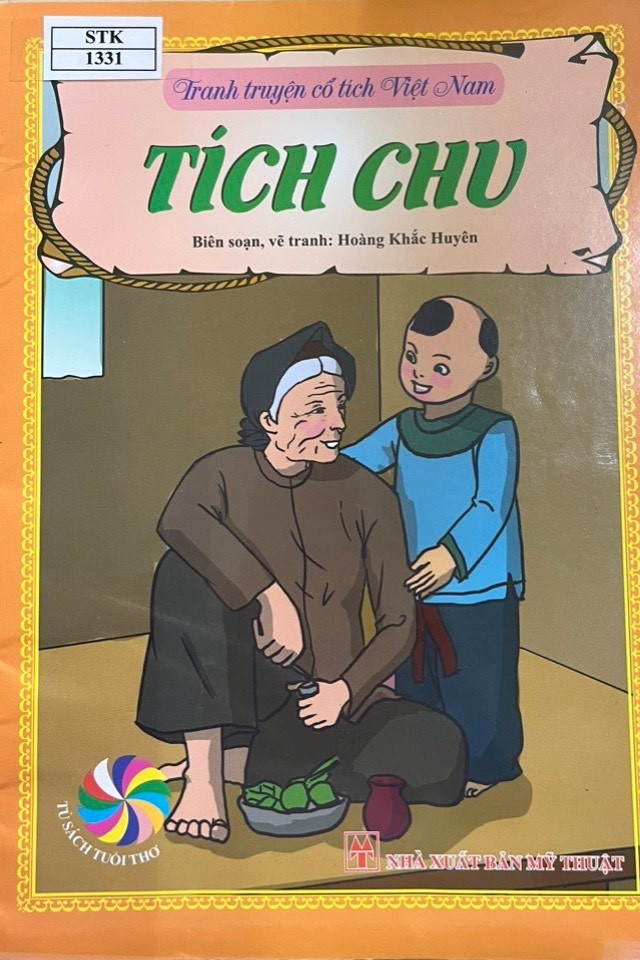 STK
1331
Tranh truyện cổ tích Việt Nam
TÍCH CHU
Biên soạn, vẽ tranh: Hoàng Khắc Huyên
TỦ SÁCH TUỔI THƠ
MT
NHÀ XUẤT BẢN MỸ THUẬT